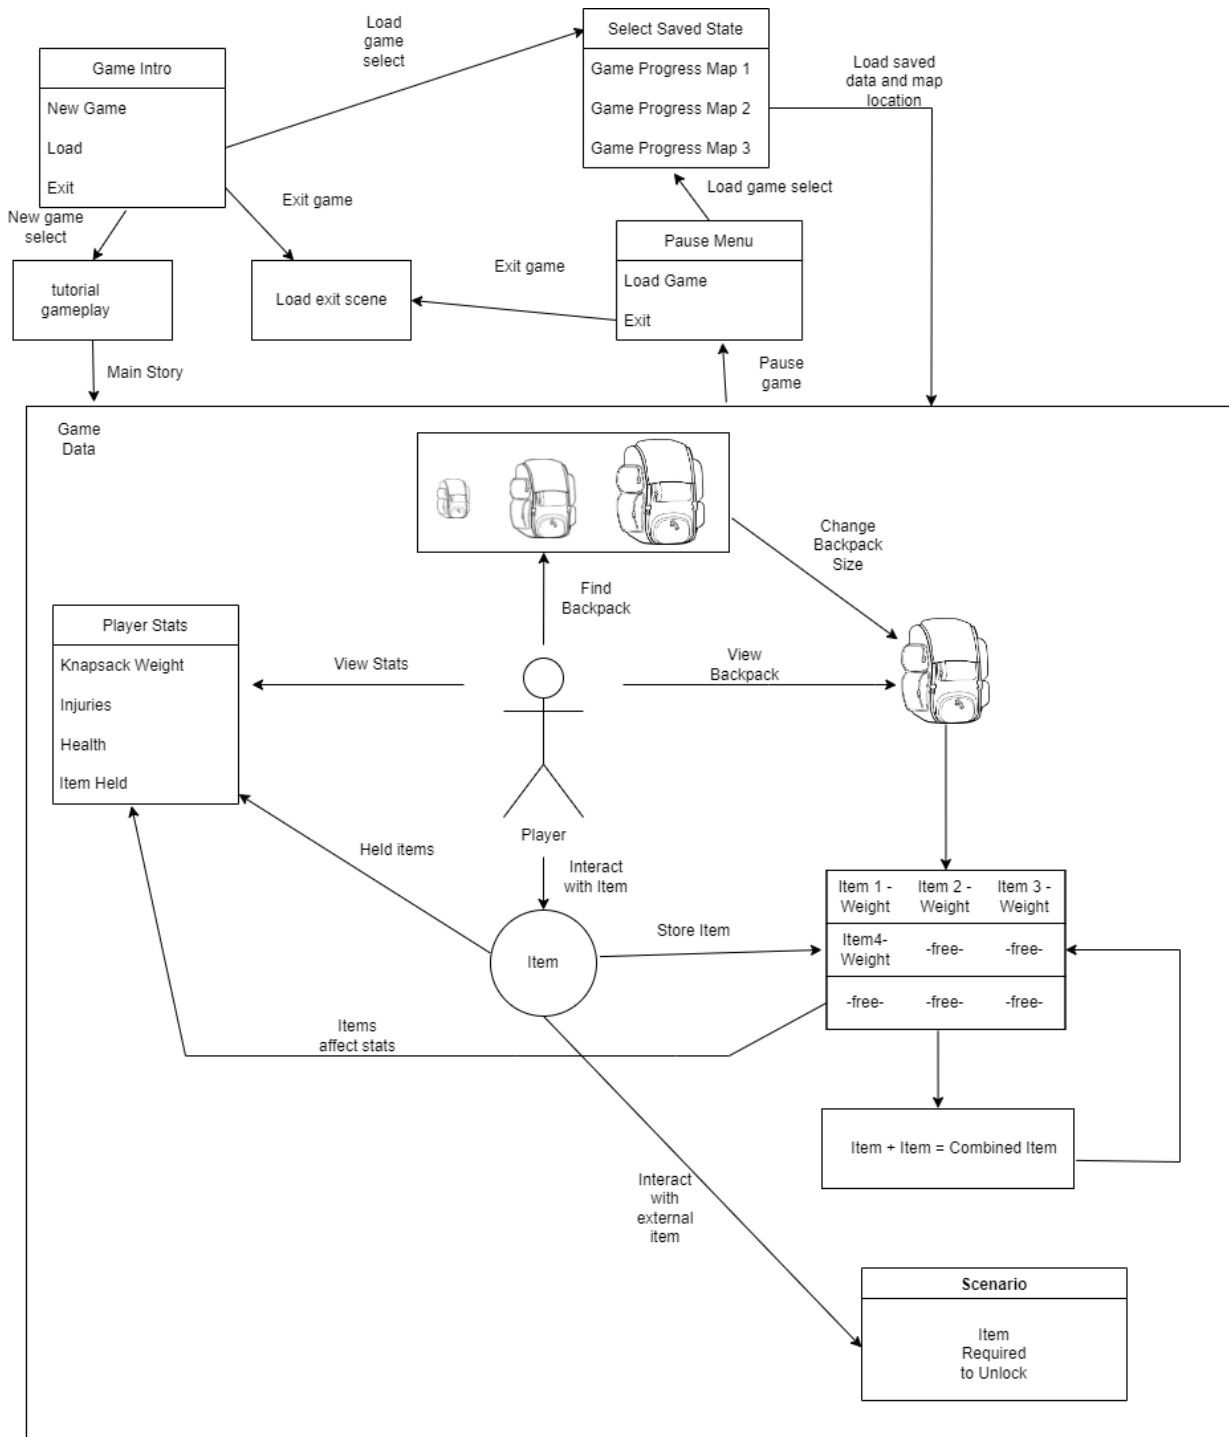 Load
game
select
Select Saved State
Game Progress Map 1
Game Progress Map 2
Game Progress Map 3
Load saved
data and map
location
Game Intro
New Game
Load
Exit
New game
select
Exit game
Load game select
Pause Menu
Load Game
Exit
Exit game
tutorial
gameplay
Load exit scene
Main Story
Pause
game
Game
Data
Change
Backpack
Size
Find
Backpack
Player Stats
Knapsack Weight
Injuries
Health
Item Held
View Stats
View
Backpack
Player
Held items
Interact
with Item
Item
Store Item
Item 1 -
Weight
Item 2 -
Weight
Item 3 -
Weight
Item4-
Weight
-free-
-free-
-free-
-free-
-free-
Items
affect stats
Item + Item = Combined Item
Interact
with
external
item
Scenario
Item
Required
to Unlock